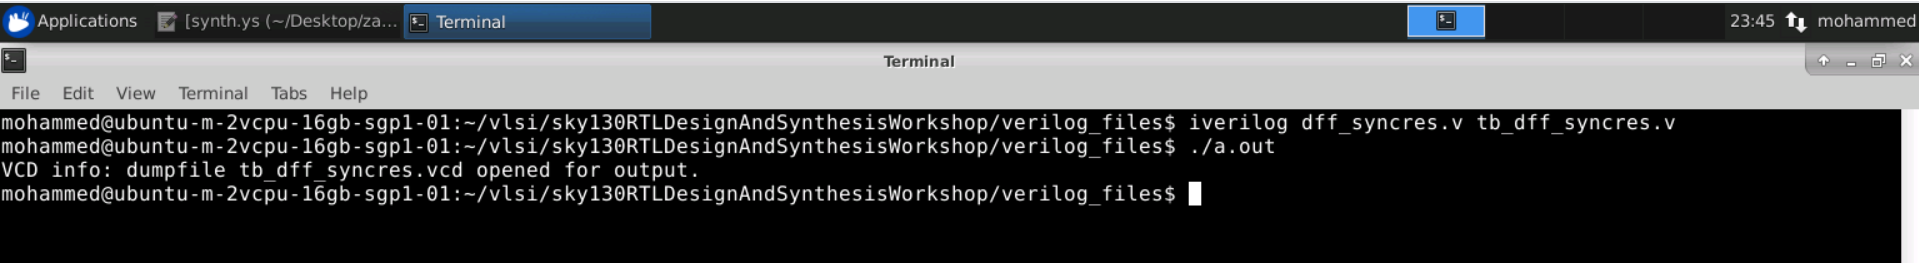 Applications [synth.ys (~/Desktop/za... Terminal 23:45 mohammed
Terminal
File Edit View Terminal Tabs Help
mohammed@ubuntu-m-2vcpu-16gb-sgp1-01:~/vlsi/sky130RTLDesignAndSynthesisWorkshop/verilog_files$ iverilog dff_syncres.v tb_dff_syncres.v
mohammed@ubuntu-m-2vcpu-16gb-sgp1-01:~/vlsi/sky130RTLDesignAndSynthesisWorkshop/verilog_files$ ./a.out
VCD info: dumpfile tb_dff_syncres.vcd opened for output.
mohammed@ubuntu-m-2vcpu-16gb-sgp1-01:~/vlsi/sky130RTLDesignAndSynthesisWorkshop/verilog_files$